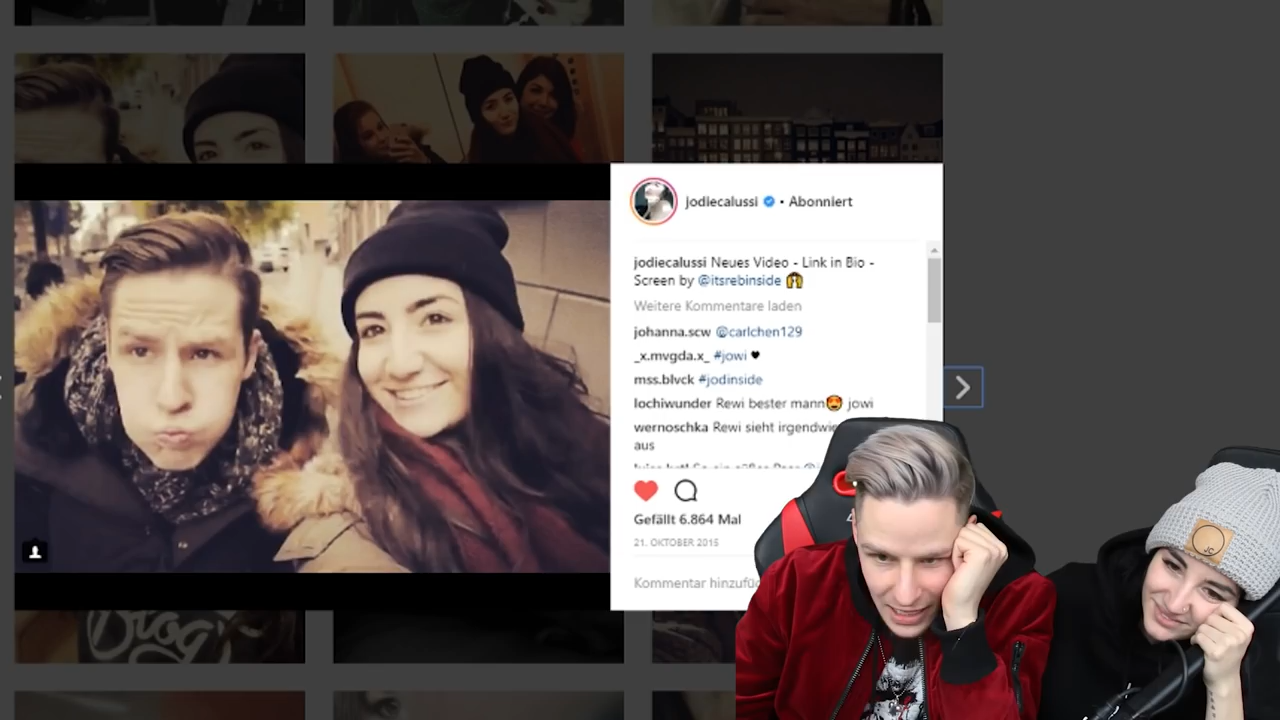 jodiecalussi • Abonniert
jodiecalussi Neues Video - Link in Bio -
Screen by @itsrebinside
Weitere Kommentare laden
johanna.scw @carlchen129
_x.mvgda.x_ #jowi
mss.blvck #jodinside
lochiwunder Rewi bester mann jowi
wernoschka Rewi sieht
aus
Gefällt 6.864 Mal
21. OKTOBER 2015
Kommentar
JC